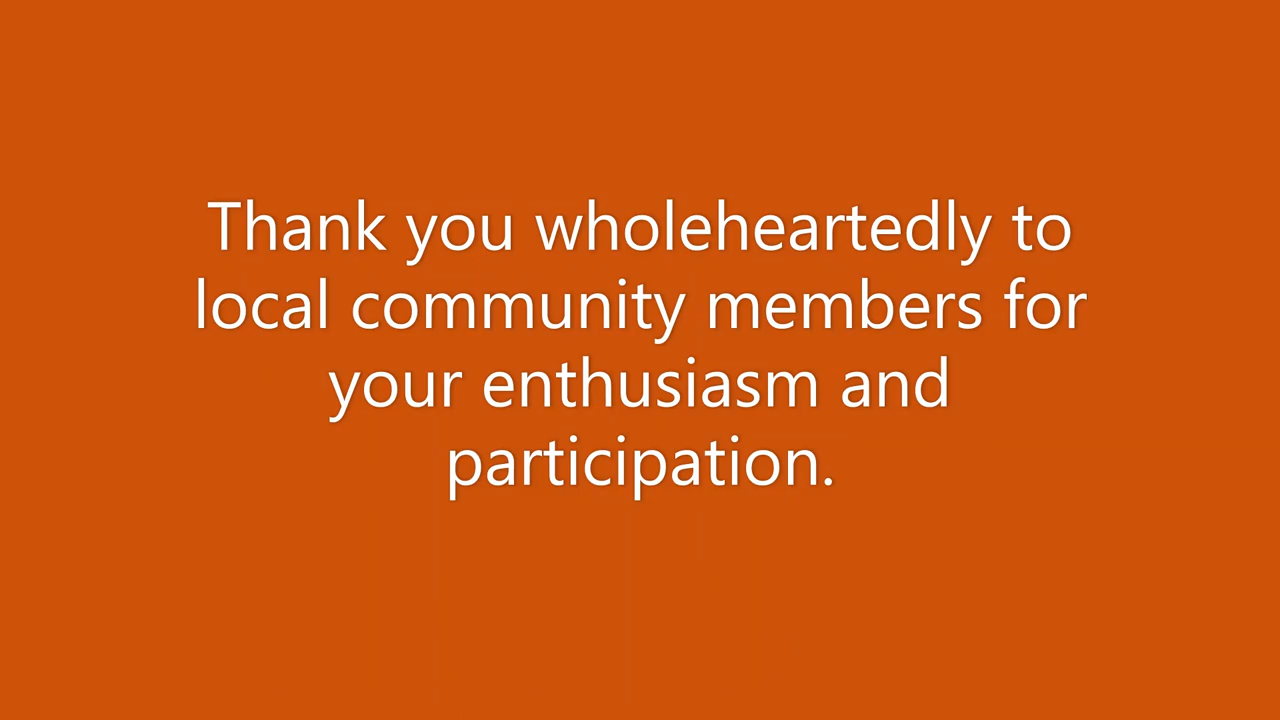 Thank you wholeheartedly to
local community members for
your enthusiasm and
participation.